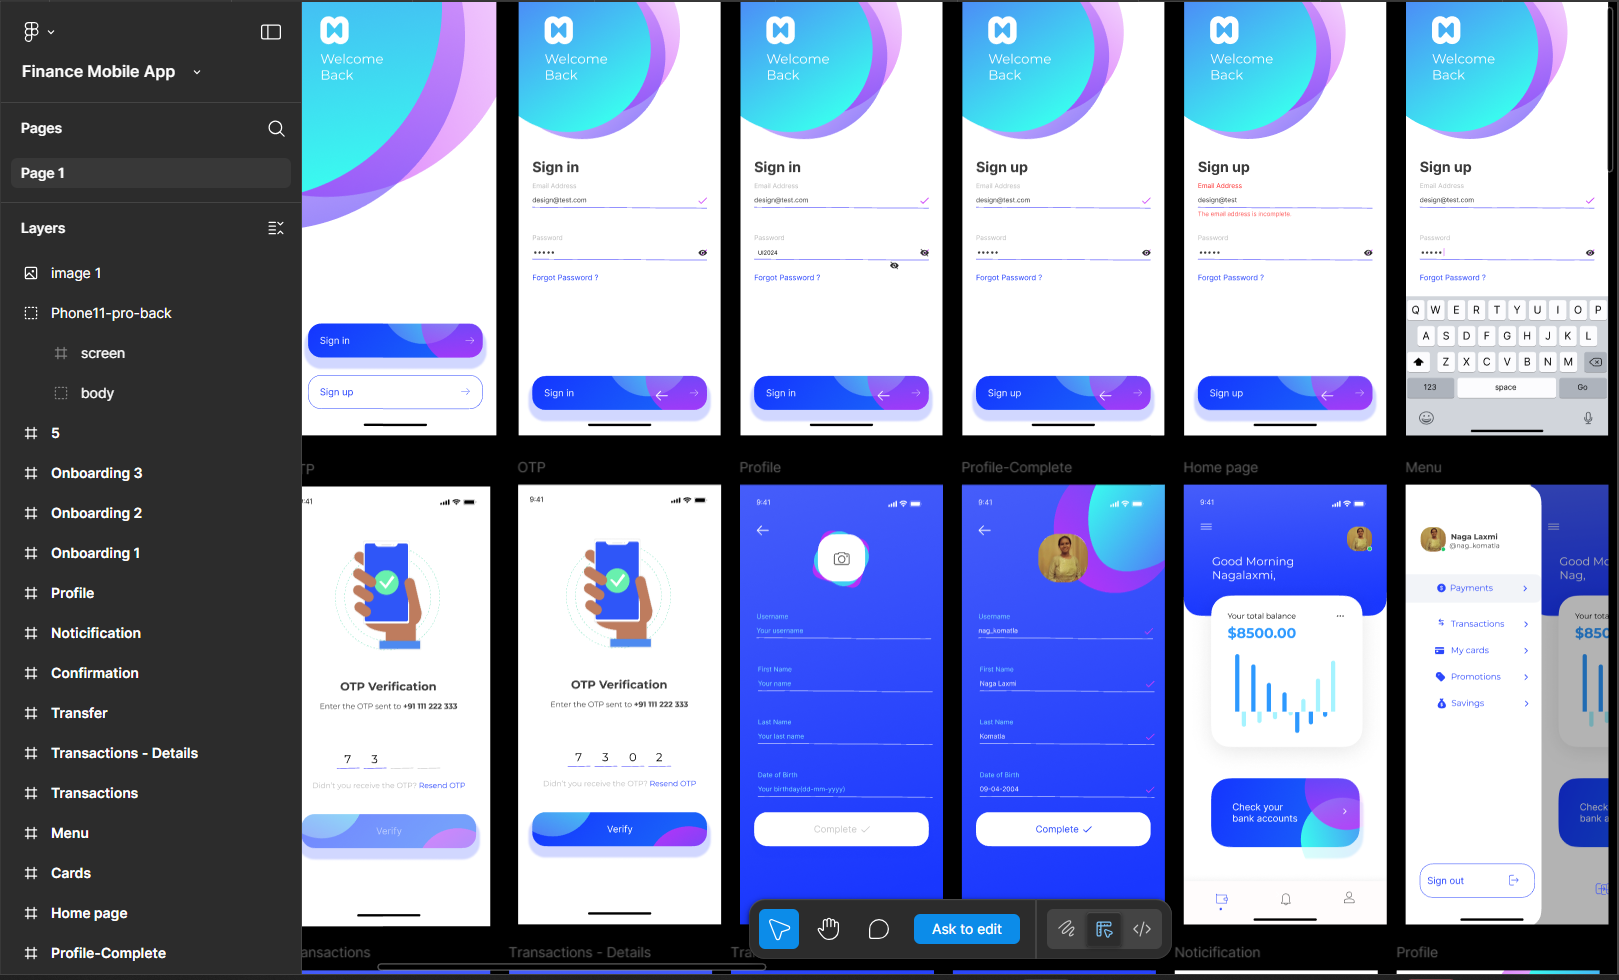 Finance Mobile App
Pages
Page 1
Layers
image 1
Phone11-pro-back
screen
body
5
Onboarding 3
Onboarding 2
Onboarding 1
Profile
Noticification
Confirmation
Transfer
Transactions - Details
Transactions
Menu
Cards
Home page
Profile-Complete
Welcome
Back
Sign in
Sign up
Welcome
Back
Sign in
Email Address
design@test.com
Password
•••••
Forgot Password ?
Sign in
Welcome
Back
Sign in
Email Address
design@test.com
Password
UI2024
Forgot Password ?
Sign in
Welcome
Back
Sign up
Email Address
design@test.com
Password
•••••
Forgot Password ?
Sign up
Welcome
Back
Sign up
Email Address
design@test
The email address is incomplete.
Password
•••••
Forgot Password ?
Sign up
Welcome
Back
Sign up
Email Address
design@test.com
Password
•••••
Forgot Password ?
Q W E R T Y U I O P
A S D F G H J K L
Z X C V B N M
123 space Go
TP
:41
OTP Verification
Enter the OTP sent to +91 111 222 333
7 3
Didn't you receive the OTP? Resend OTP
Verify
OTP
9:41
OTP Verification
Enter the OTP sent to +91 111 222 333
7 3 0 2
Didn't you receive the OTP? Resend OTP
Verify
Profile
9:41
Username
Your username
First Name
Your name
Last Name
Your last name
Date of Birth
Your birthday(dd-mm-yyyy)
Complete
Profile-Complete
9:41
Username
nag_komatla
First Name
Naga Laxmi
Last Name
Komatla
Date of Birth
09-04-2004
Complete
Home page
9:41
Good Morning
Nagalaxmi,
Your total balance
$8500.00
Check your
bank accounts
Menu
Naga Laxmi
@nag_komatla
Payments
Transactions
My cards
Promotions
Savings
Sign out
Good Mo
Nag,
Your to
$850
Check
bank a
ansactions
Transactions - Details
Tra
Noticification
Profile
Ask to edit